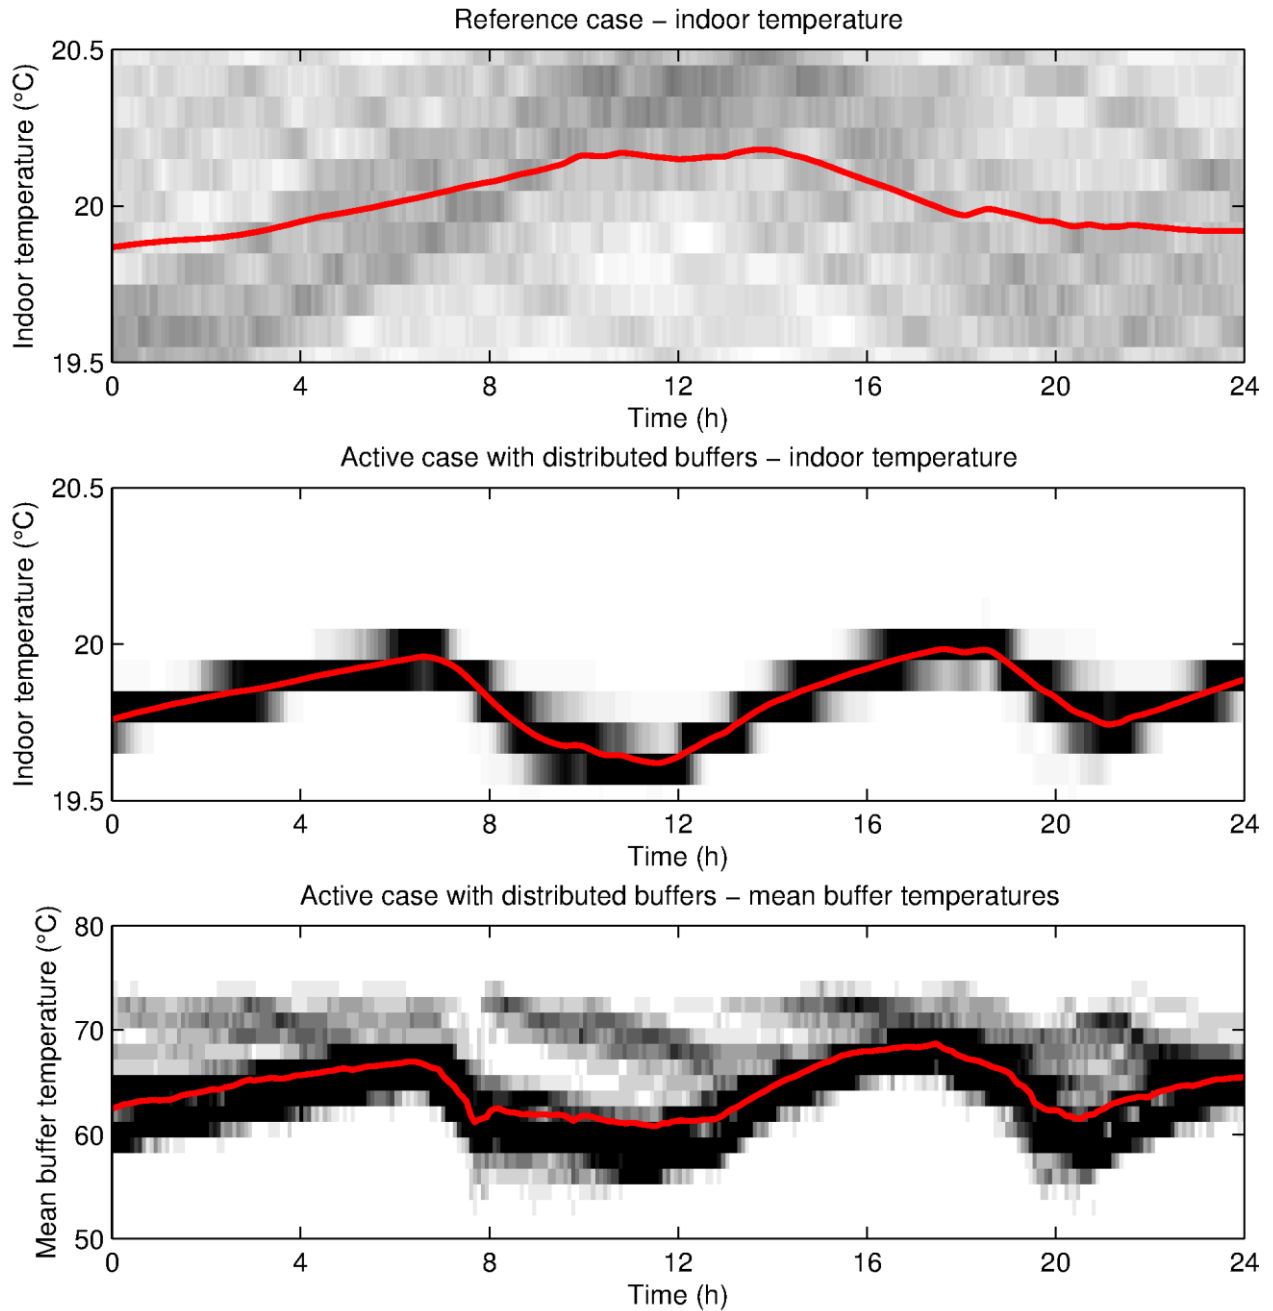 Reference case – indoor temperature
Indoor temperature (°C)
20.5
20
19.5
0 4 8 12 16 20 24
Time (h)
Active case with distributed buffers – indoor temperature
Indoor temperature (°C)
20.5
20
19.5
0 4 8 12 16 20 24
Time (h)
Active case with distributed buffers – mean buffer temperatures
Mean buffer temperature (°C)
80
70
60
50
0 4 8 12 16 20 24
Time (h)